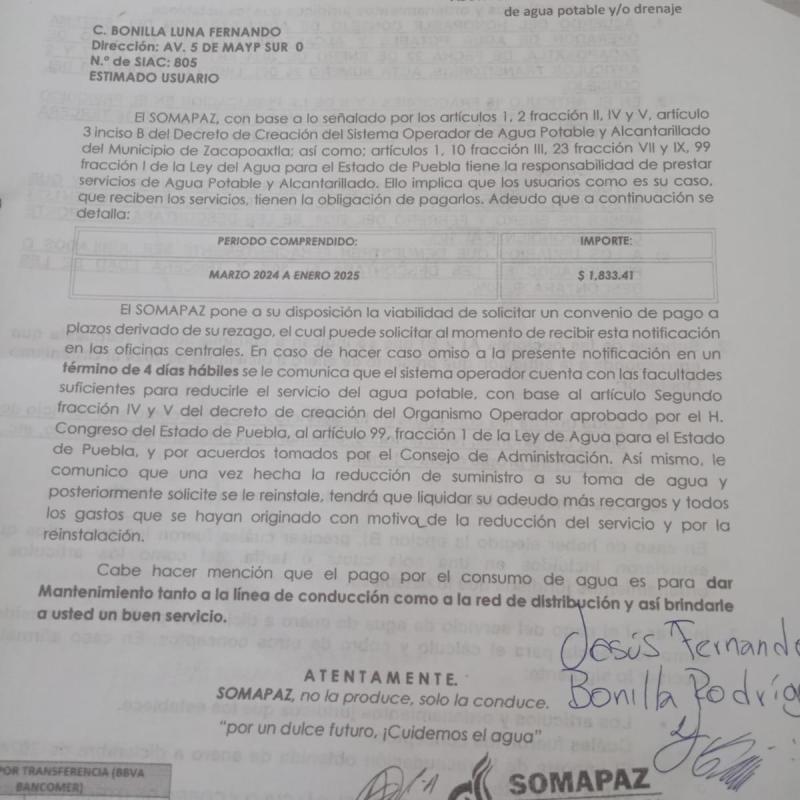 de agua potable y/o drenaje
C. BONILLA LUNA FERNANDO
Dirección: AV. 5 DE MAYP SUR 0
N.º de SIAC: 805
ESTIMADO USUARIO
El SOMAPAZ, con base a lo señalado por los artículos 1, 2 fracción II, IV y V, artículo
3 inciso B del Decreto de Creación del Sistema Operador de Agua Potable y Alcantarillado
del Municipio de Zacapoaxtla; así como; artículos 1, 10 fracción III, 23 fracción VII y IX, 99
fracción I de la Ley del Agua para el Estado de Puebla tiene la responsabilidad de prestar
servicios de Agua Potable y Alcantarillado. Ello implica que los usuarios como es su caso,
que reciben los servicios, tienen la obligación de pagarlos. Adeudo que a continuación se
detalla:
PERIODO COMPRENDIDO: IMPORTE:
MARZO 2024 A ENERO 2025 $ 1,833.41
El SOMAPAZ pone a su disposición la viabilidad de solicitar un convenio de pago a
plazos derivado de su rezago, el cual puede solicitar al momento de recibir esta notificación
en las oficinas centrales. En caso de hacer caso omiso a la presente notificación en un
término de 4 días hábiles se le comunica que el sistema operador cuenta con las facultades
suficientes para reducirle el servicio del agua potable, con base al artículo Segundo
fracción IV y V del decreto de creación del Organismo Operador aprobado por el H.
Congreso del Estado de Puebla, al artículo 99, fracción 1 de la Ley de Agua para el Estado
de Puebla, y por acuerdos tomados por el Consejo de Administración. Así mismo, le
comunico que una vez hecha la reducción de suministro a su toma de agua y
posteriormente solicite se le reinstale, tendrá que liquidar su adeudo más recargos y todos
los gastos que se hayan originado con motivo de la reducción del servicio y por la
reinstalación.
Cabe hacer mención que el pago por el consumo de agua es para dar
Mantenimiento tanto a la línea de conducción como a la red de distribución y así brindarle
a usted un buen servicio.
Jesús Fernando
Bonilla Rodríg
ATENTAMENTE.
SOMAPAZ, no la produce, solo la conduce.
"por un dulce futuro, ¡Cuidemos el agua"
POR TRANSFERENCIA (BBVA
BANCOMER)
SOMAPAZ